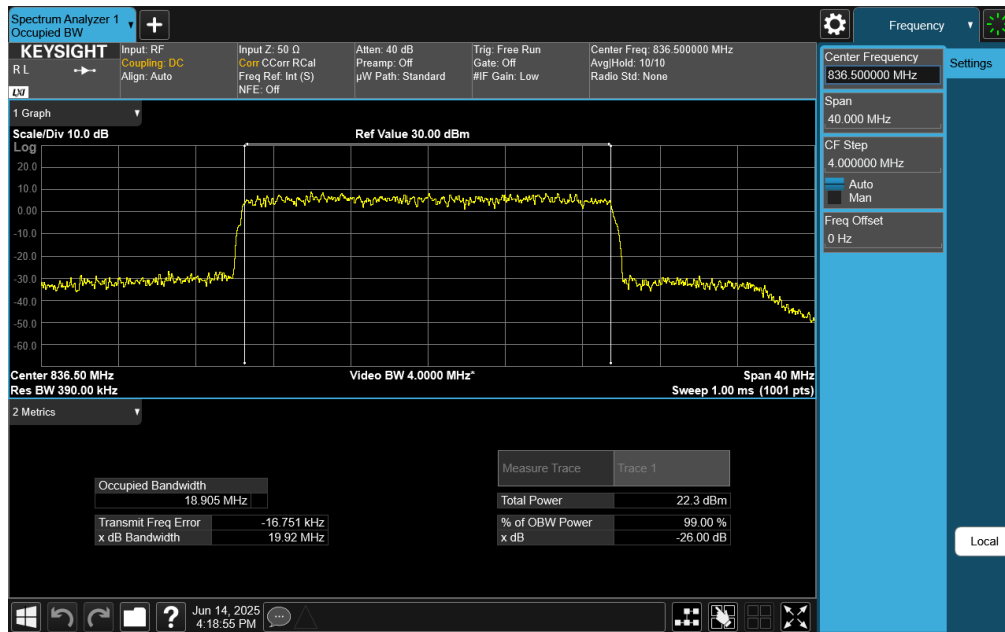 Spectrum Analyzer 1
Occupied BW
Frequency
KEYSIGHT
R L
LXI
Input: RF
Coupling: DC
Align: Auto
Input Z: 50 Ω
Corr CCorr RCal
Freq Ref: Int (S)
NFE: Off
Atten: 40 dB
Preamp: Off
µW Path: Standard
Trig: Free Run
Gate: Off
#IF Gain: Low
Center Freq: 836.500000 MHz
Avg|Hold: 10/10
Radio Std: None
Center Frequency
836.500000 MHz
Settings
Span
40.000 MHz
CF Step
4.000000 MHz
Auto
Man
Freq Offset
0 Hz
1 Graph
Scale/Div 10.0 dB
Ref Value 30.00 dBm
Log
20.0
10.0
0.00
-10.0
-20.0
-30.0
-40.0
-50.0
-60.0
Center 836.50 MHz
Video BW 4.0000 MHz*
Span 40 MHz
Res BW 390.00 kHz
Sweep 1.00 ms (1001 pts)
2 Metrics
Measure Trace
Trace 1
Occupied Bandwidth
18.905 MHz
Total Power
22.3 dBm
Transmit Freq Error
-16.751 kHz
% of OBW Power
99.00 %
x dB Bandwidth
19.92 MHz
x dB
-26.00 dB
Local
?
Jun 14, 2025
4:18:55 PM